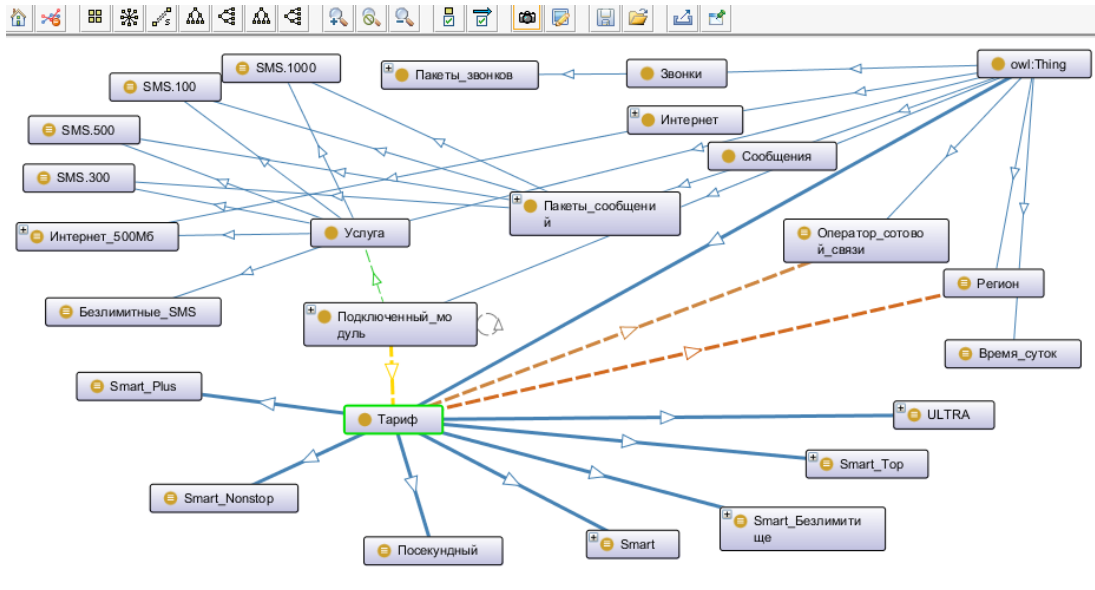 SMS.1000
Пакеты_звонков
Звонки
owl:Thing
SMS.100
Интернет
SMS.500
Сообщения
SMS.300
Пакеты_сообщени
й
Интернет_500Мб
Услуга
Оператор_сотово
й_связи
Регион
Безлимитные_SMS
Подключенный_мо
дуль
Время_суток
Smart_Plus
Тариф
ULTRA
Smart_Top
Smart_Nonstop
Smart_Безлимити
ще
Посекундный
Smart